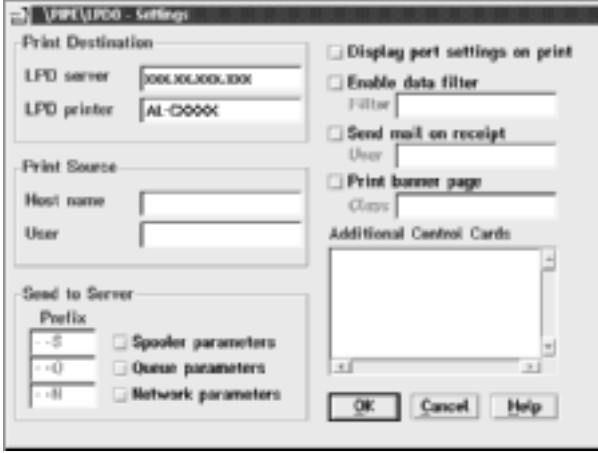 \PIPE\LPD0 - Settings
Print Destination
LPD server XXX.XX.XXX.XXX
LPD printer AL-CXXXX
Print Source
Host name
User
Send to Server
Prefix
--S Spooler parameters
--O Queue parameters
--N Network parameters
Display port settings on print
Enable data filter
Filter
Send mail on receipt
User
Print banner page
Class
Additional Control Cards
OK Cancel Help